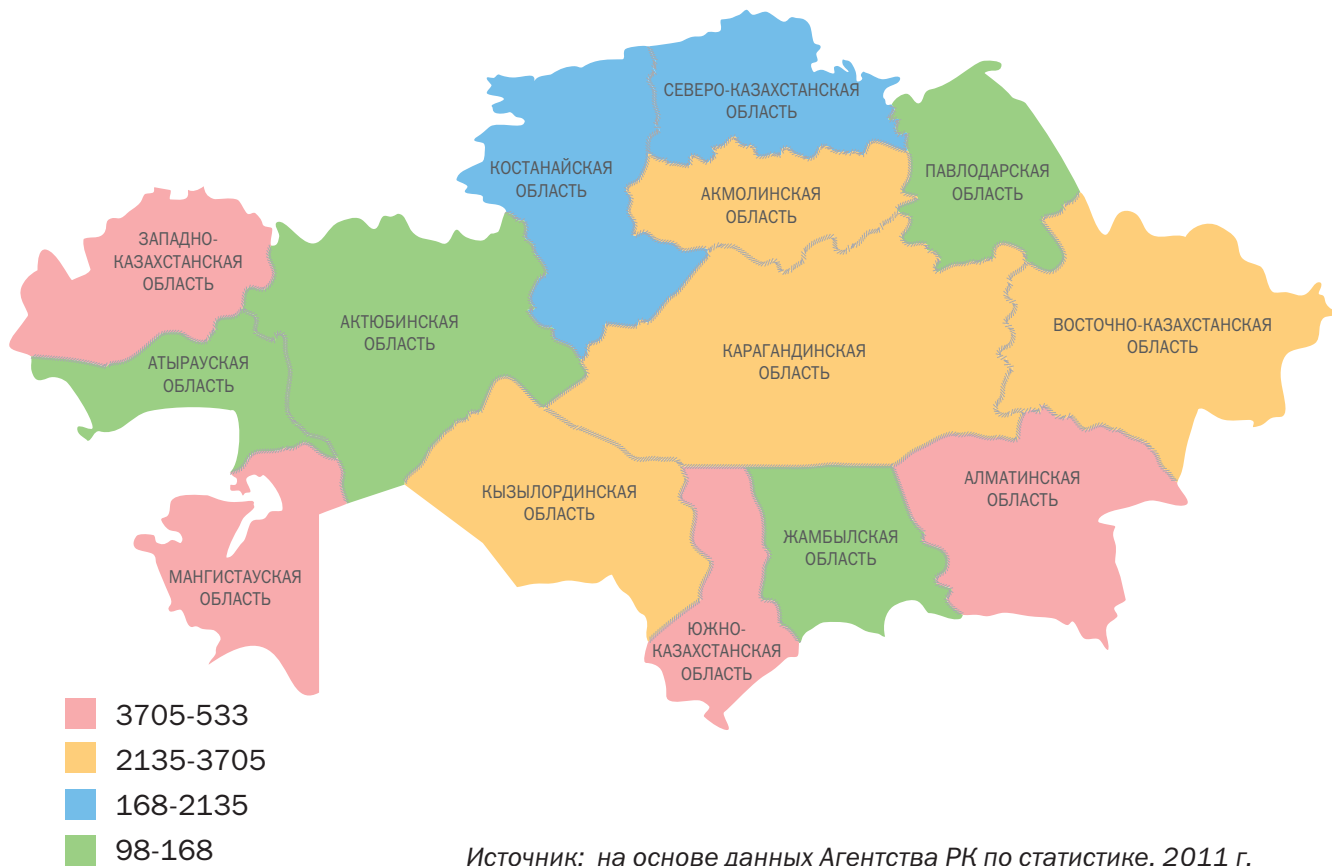 СЕВЕРО-КАЗАХСТАНСКАЯ
ОБЛАСТЬ
КОСТАНАЙСКАЯ
ОБЛАСТЬ
ПАВЛОДАРСКАЯ
ОБЛАСТЬ
АКМОЛИНСКАЯ
ОБЛАСТЬ
ЗАПАДНО-
КАЗАХСТАНСКАЯ
ОБЛАСТЬ
АКТЮБИНСКАЯ
ОБЛАСТЬ
ВОСТОЧНО-КАЗАХСТАНСКАЯ
ОБЛАСТЬ
АТЫРАУСКАЯ
ОБЛАСТЬ
КАРАГАНДИНСКАЯ
ОБЛАСТЬ
КЫЗЫЛОРДИНСКАЯ
ОБЛАСТЬ
АЛМАТИНСКАЯ
ОБЛАСТЬ
ЖАМБЫЛСКАЯ
ОБЛАСТЬ
МАНГИСТАУСКАЯ
ОБЛАСТЬ
ЮЖНО-
КАЗАХСТАНСКАЯ
ОБЛАСТЬ
3705-533
2135-3705
168-2135
98-168
Источник: на основе данных Агентства РК по статистике, 2011 г.